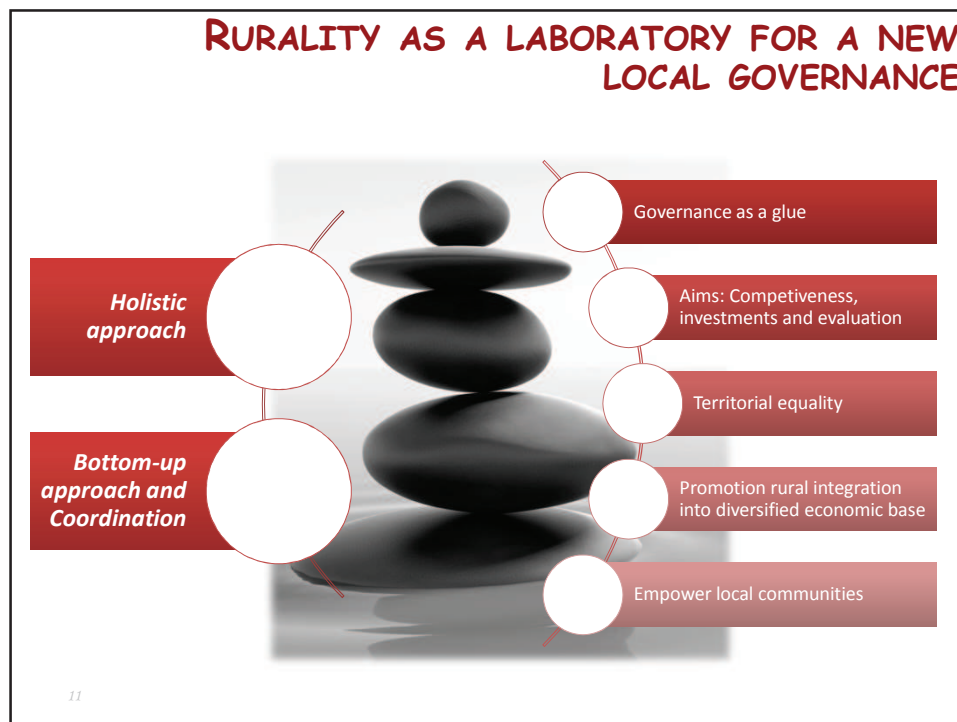 RURALITY AS A LABORATORY FOR A NEW
LOCAL GOVERNANCE
Holistic
approach
Bottom-up
approach and
Coordination
Governance as a glue
Aims: Competiveness,
investments and evaluation
Territorial equality
Promotion rural integration
into diversified economic base
Empower local communities
11